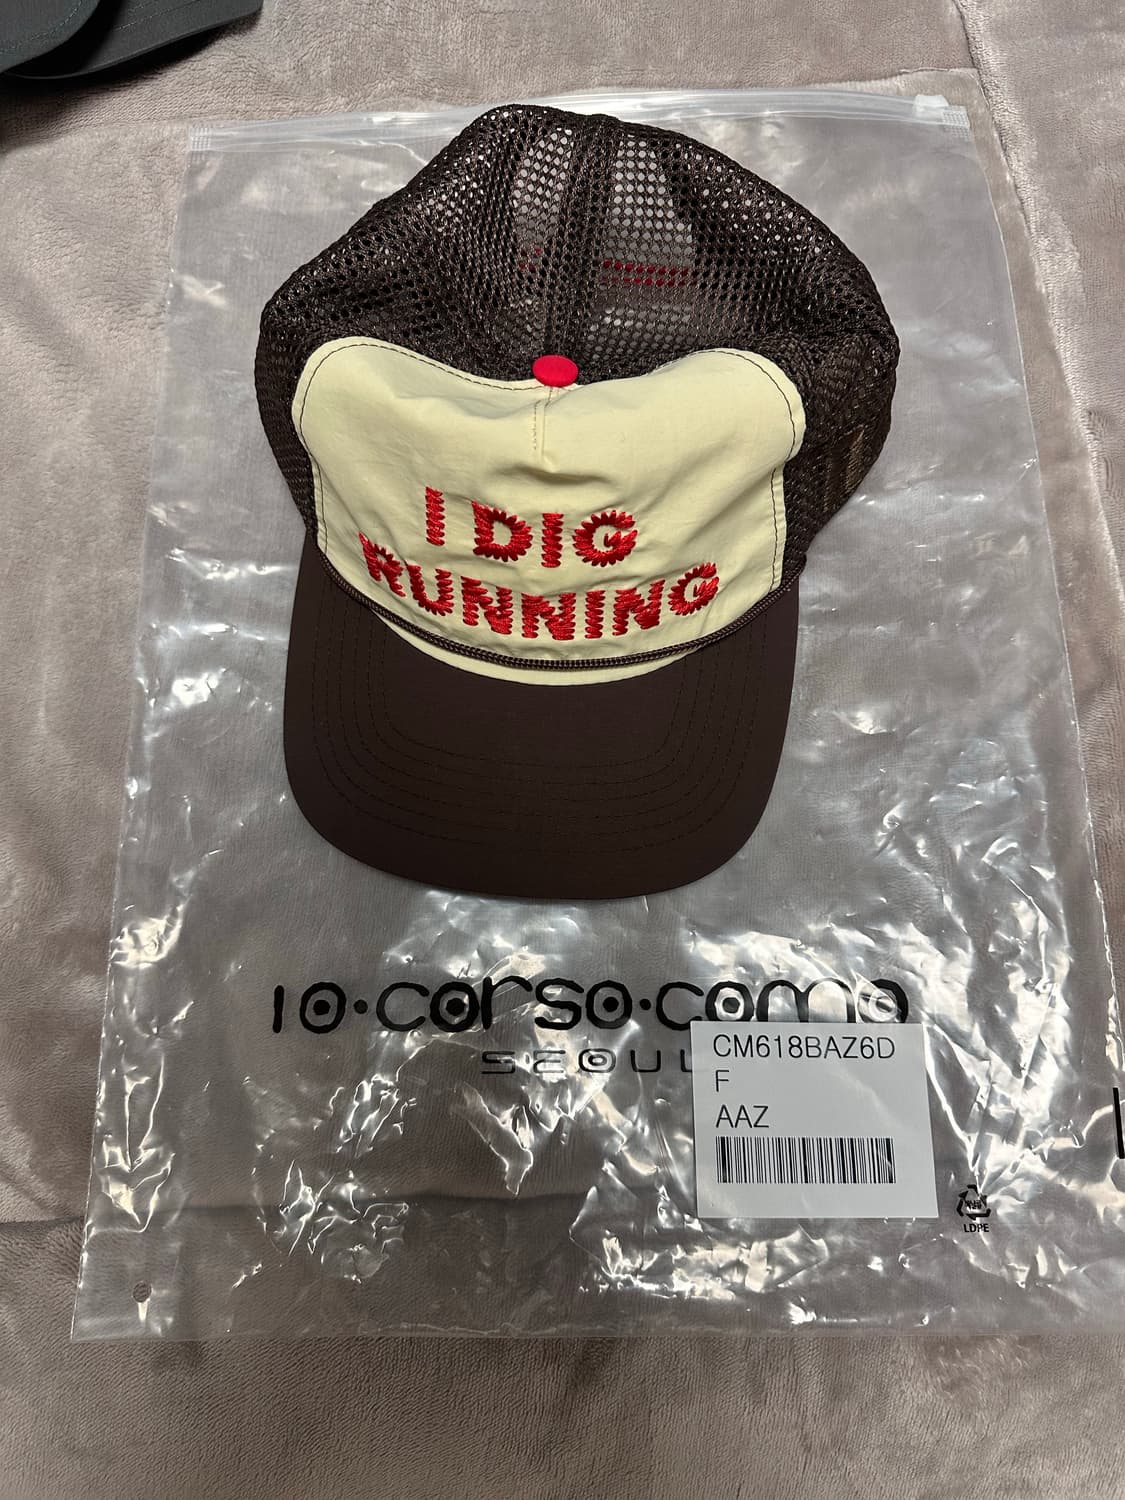 I DIG
RUNNING
10·corso·como
SEOUL
CM618BAZ6D
F
AAZ
LDPE